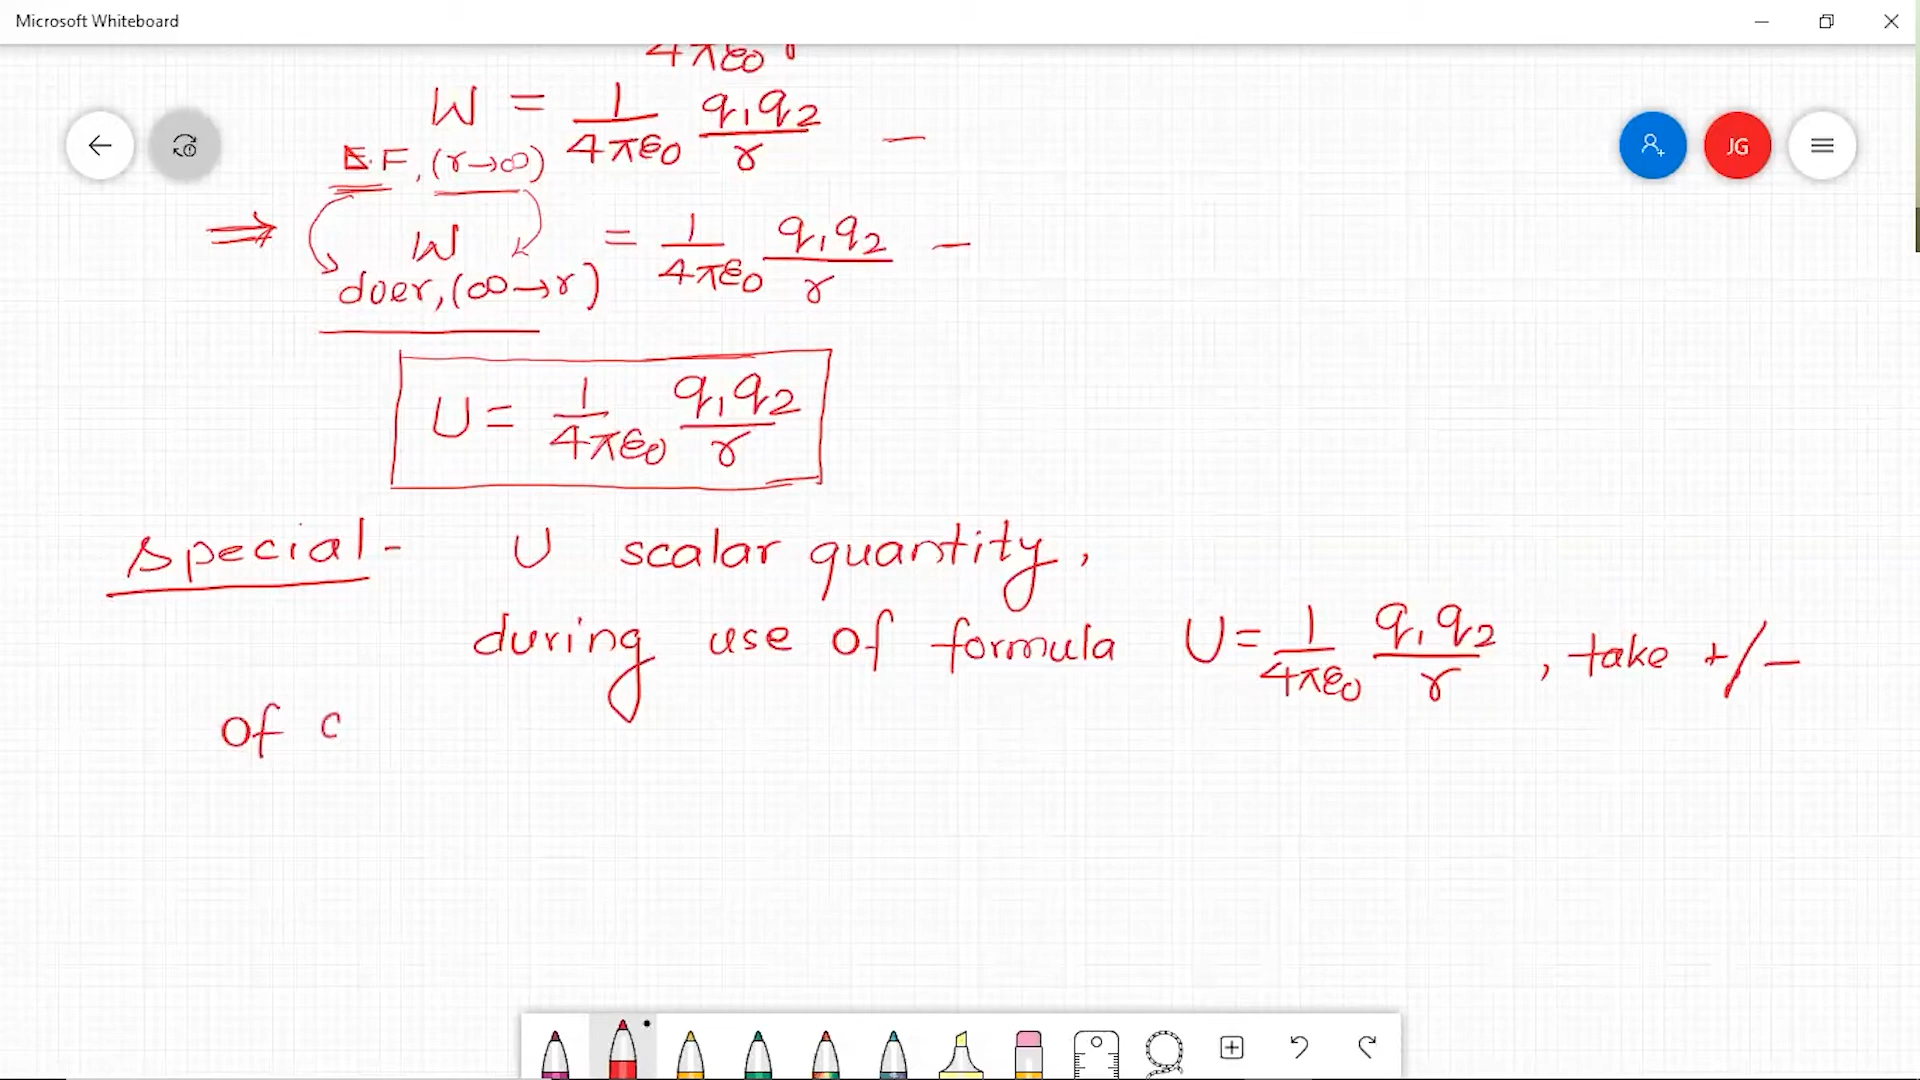 Microsoft Whiteboard
4πε₀ r
W = 1/4πε₀ q₁q₂/r —
E.F, (r→∞)
⇒ W = 1/4πε₀ q₁q₂/r —
doer, (∞→r)
U = 1/4πε₀ q₁q₂/r
special - U scalar quantity,
during use of formula U = 1/4πε₀ q₁q₂/r , take +/-
of c
JG